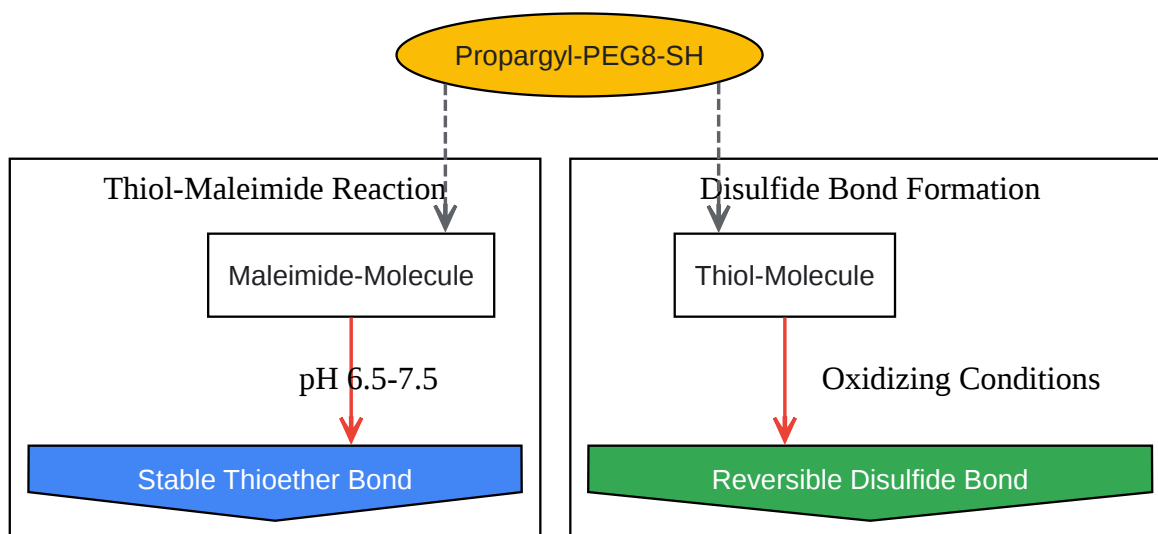 Propargyl-PEG8-SH
Thiol-Maleimide Reaction
Maleimide-Molecule
pH 6.5-7.5
Stable Thioether Bond
Disulfide Bond Formation
Thiol-Molecule
Oxidizing Conditions
Reversible Disulfide Bond